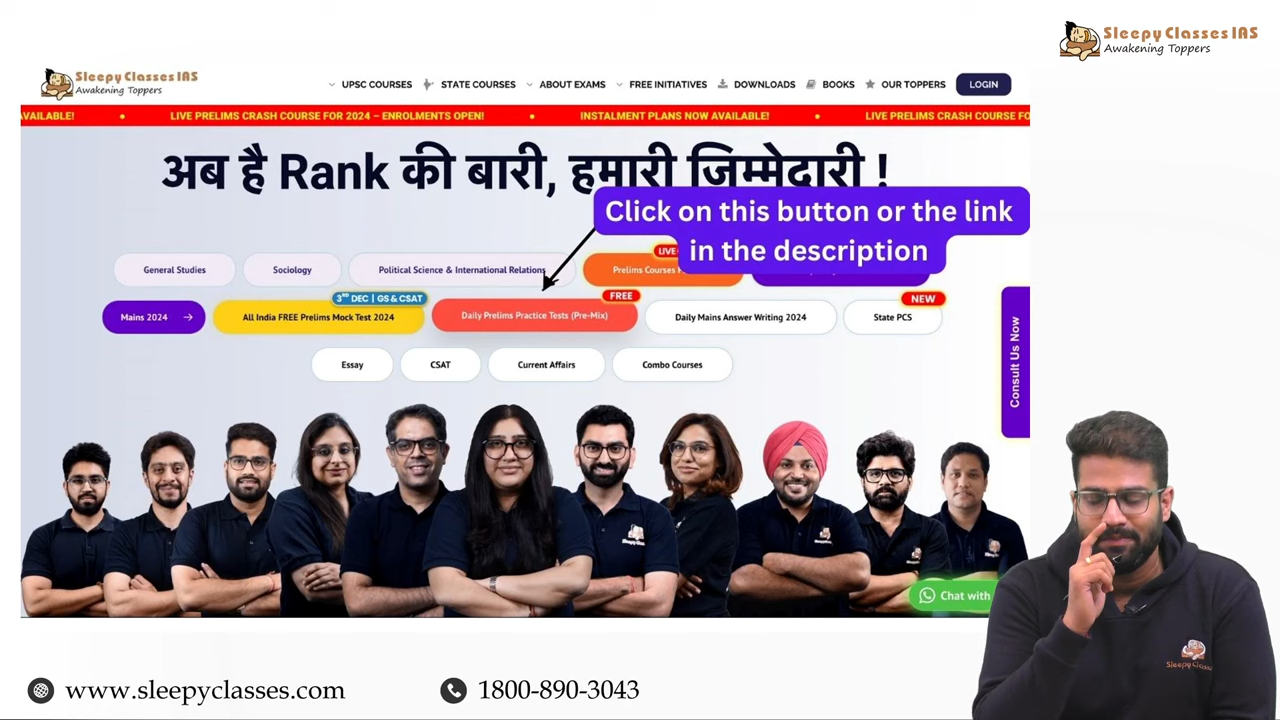 Sleepy Classes IAS
Awakening Toppers
Sleepy Classes IAS
Awakening Toppers
UPSC COURSES STATE COURSES ABOUT EXAMS FREE INITIATIVES DOWNLOADS BOOKS OUR TOPPERS LOGIN
AVAILABLE! • LIVE PRELIMS CRASH COURSE FOR 2024 – ENROLMENTS OPEN! • INSTALMENT PLANS NOW AVAILABLE! • LIVE PRELIMS CRASH COURSE FO
अब है Rank की बारी, हमारी जिम्मेदारी !
Click on this button or the link
in the description
LIVE
General Studies Sociology Political Science & International Relations Prelims Courses
3RD DEC | GS & CSAT FREE NEW
Mains 2024 → All India FREE Prelims Mock Test 2024 Daily Prelims Practice Tests (Pre-Mix) Daily Mains Answer Writing 2024 State PCS
Essay CSAT Current Affairs Combo Courses
Consult Us Now
Chat with
Sleepy Classes
www.sleepyclasses.com 1800-890-3043